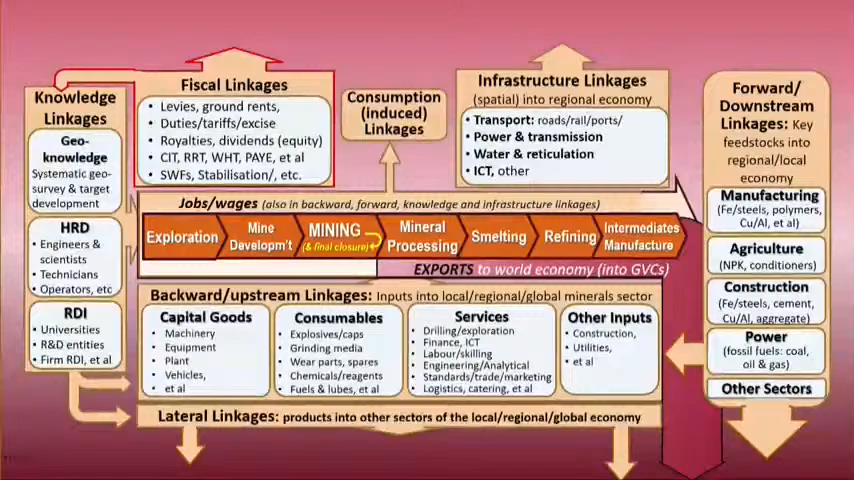 Knowledge
Linkages
Geo-
knowledge
Systematic geo-
survey & target
development
HRD
• Engineers &
scientists
• Technicians
• Operators, etc
RDI
• Universities
• R&D entities
• Firm RDI, et al
Fiscal Linkages
• Levies, ground rents,
• Duties/tariffs/excise
• Royalties, dividends (equity)
• CIT, RRT, WHT, PAYE, et al
• SWFs, Stabilisation/, etc.
Consumption
(induced)
Linkages
Infrastructure Linkages
(spatial) into regional economy
• Transport: roads/rail/ports/
• Power & transmission
• Water & reticulation
• ICT, other
Jobs/wages (also in backward, forward, knowledge and infrastructure linkages)
Exploration
Mine
Developm't
MINING
(& final closure)
Mineral
Processing
Smelting
Refining
Intermediates
Manufacture
EXPORTS to world economy (into GVCs)
Backward/upstream Linkages: Inputs into local/regional/global minerals sector
Capital Goods
• Machinery
• Equipment
• Plant
• Vehicles,
• et al
Consumables
• Explosives/caps
• Grinding media
• Wear parts, spares
• Chemicals/reagents
• Fuels & lubes, et al
Services
• Drilling/exploration
• Finance, ICT
• Labour/skilling
• Engineering/Analytical
• Standards/trade/marketing
• Logistics, catering, et al
Other Inputs
• Construction,
• Utilities,
• et al
Lateral Linkages: products into other sectors of the local/regional/global economy
Forward/
Downstream
Linkages: Key
feedstocks into
regional/local
economy
Manufacturing
(Fe/steels, polymers,
Cu/Al, et al)
Agriculture
(NPK, conditioners)
Construction
(Fe/steels, cement,
Cu/Al, aggregate)
Power
(fossil fuels: coal,
oil & gas)
Other Sectors